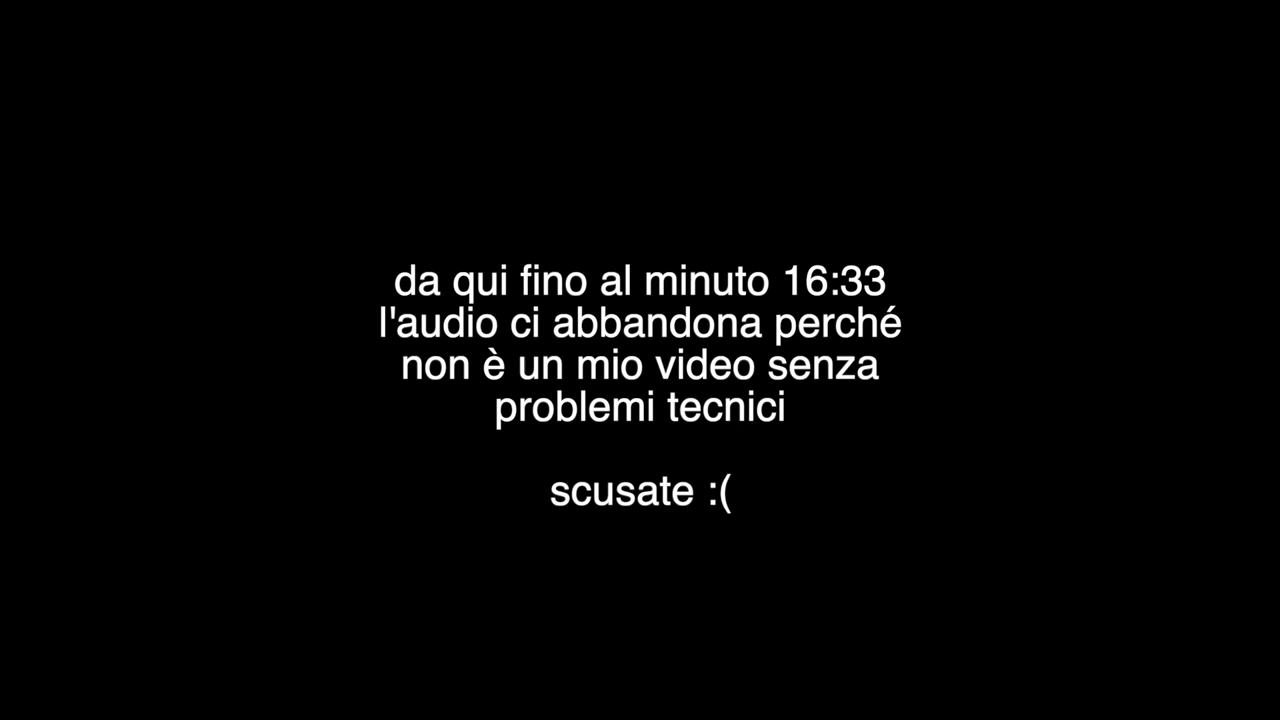 da qui fino al minuto 16:33
l'audio ci abbandona perché
non è un mio video senza
problemi tecnici
scusate :(